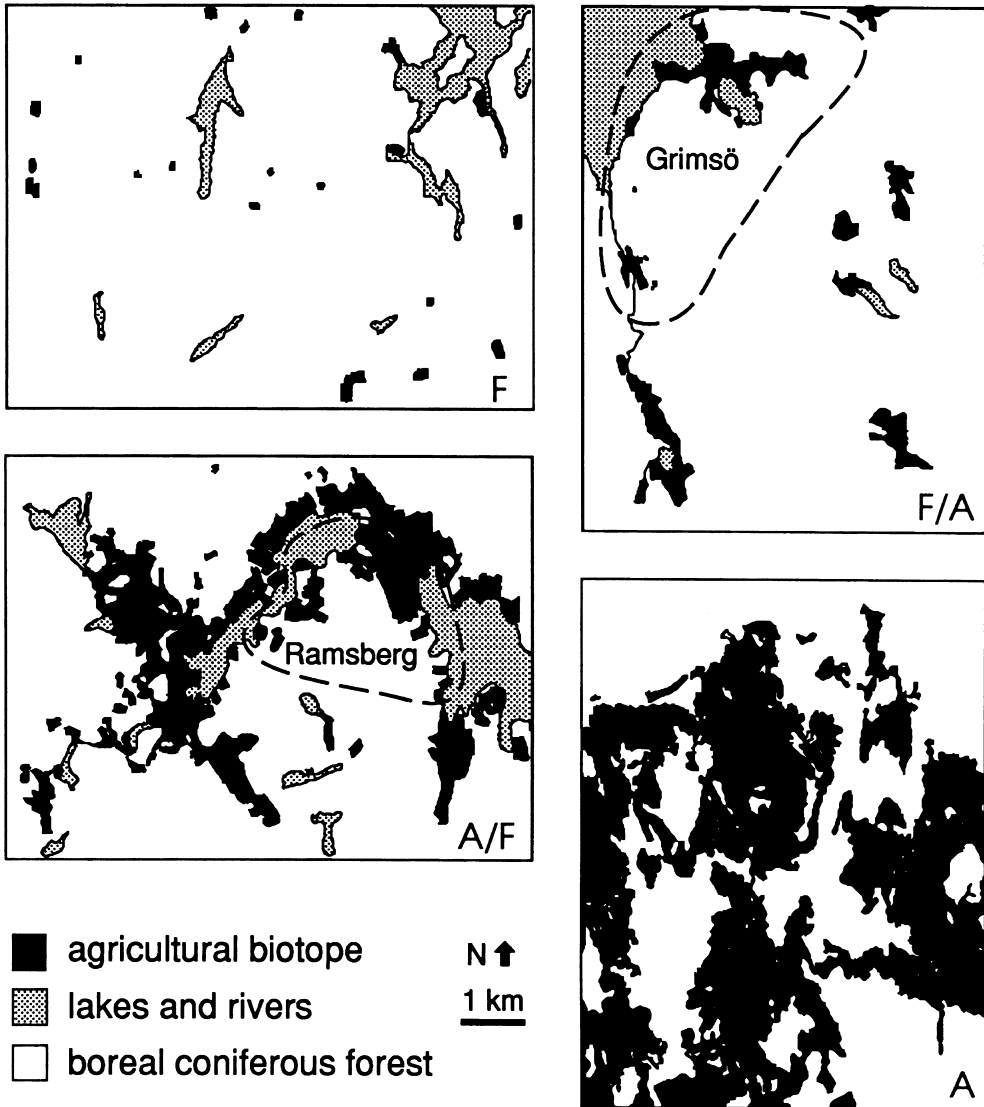 F
Grimsö
F/A
Ramsberg
A/F
A
agricultural biotope
lakes and rivers
boreal coniferous forest
N
1 km